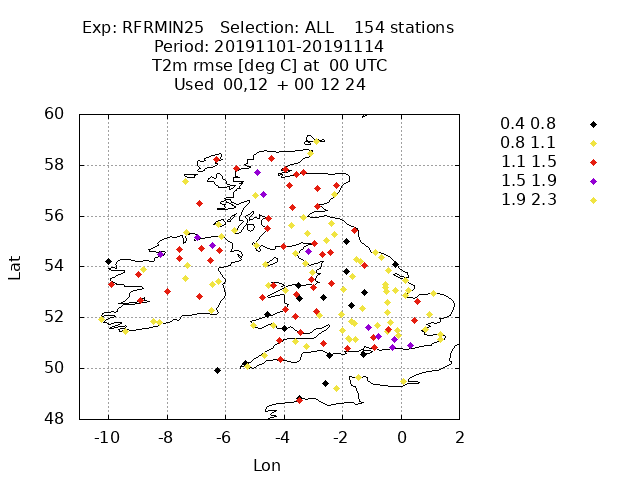 Exp: RFRMIN25   Selection: ALL    154 stations
Period: 20191101-20191114
T2m rmse [deg C] at  00 UTC
Used  00,12  + 00 12 24
60
58
56
54
52
50
48
Lat
-10 -8 -6 -4 -2 0 2
Lon
0.4 0.8
0.8 1.1
1.1 1.5
1.5 1.9
1.9 2.3